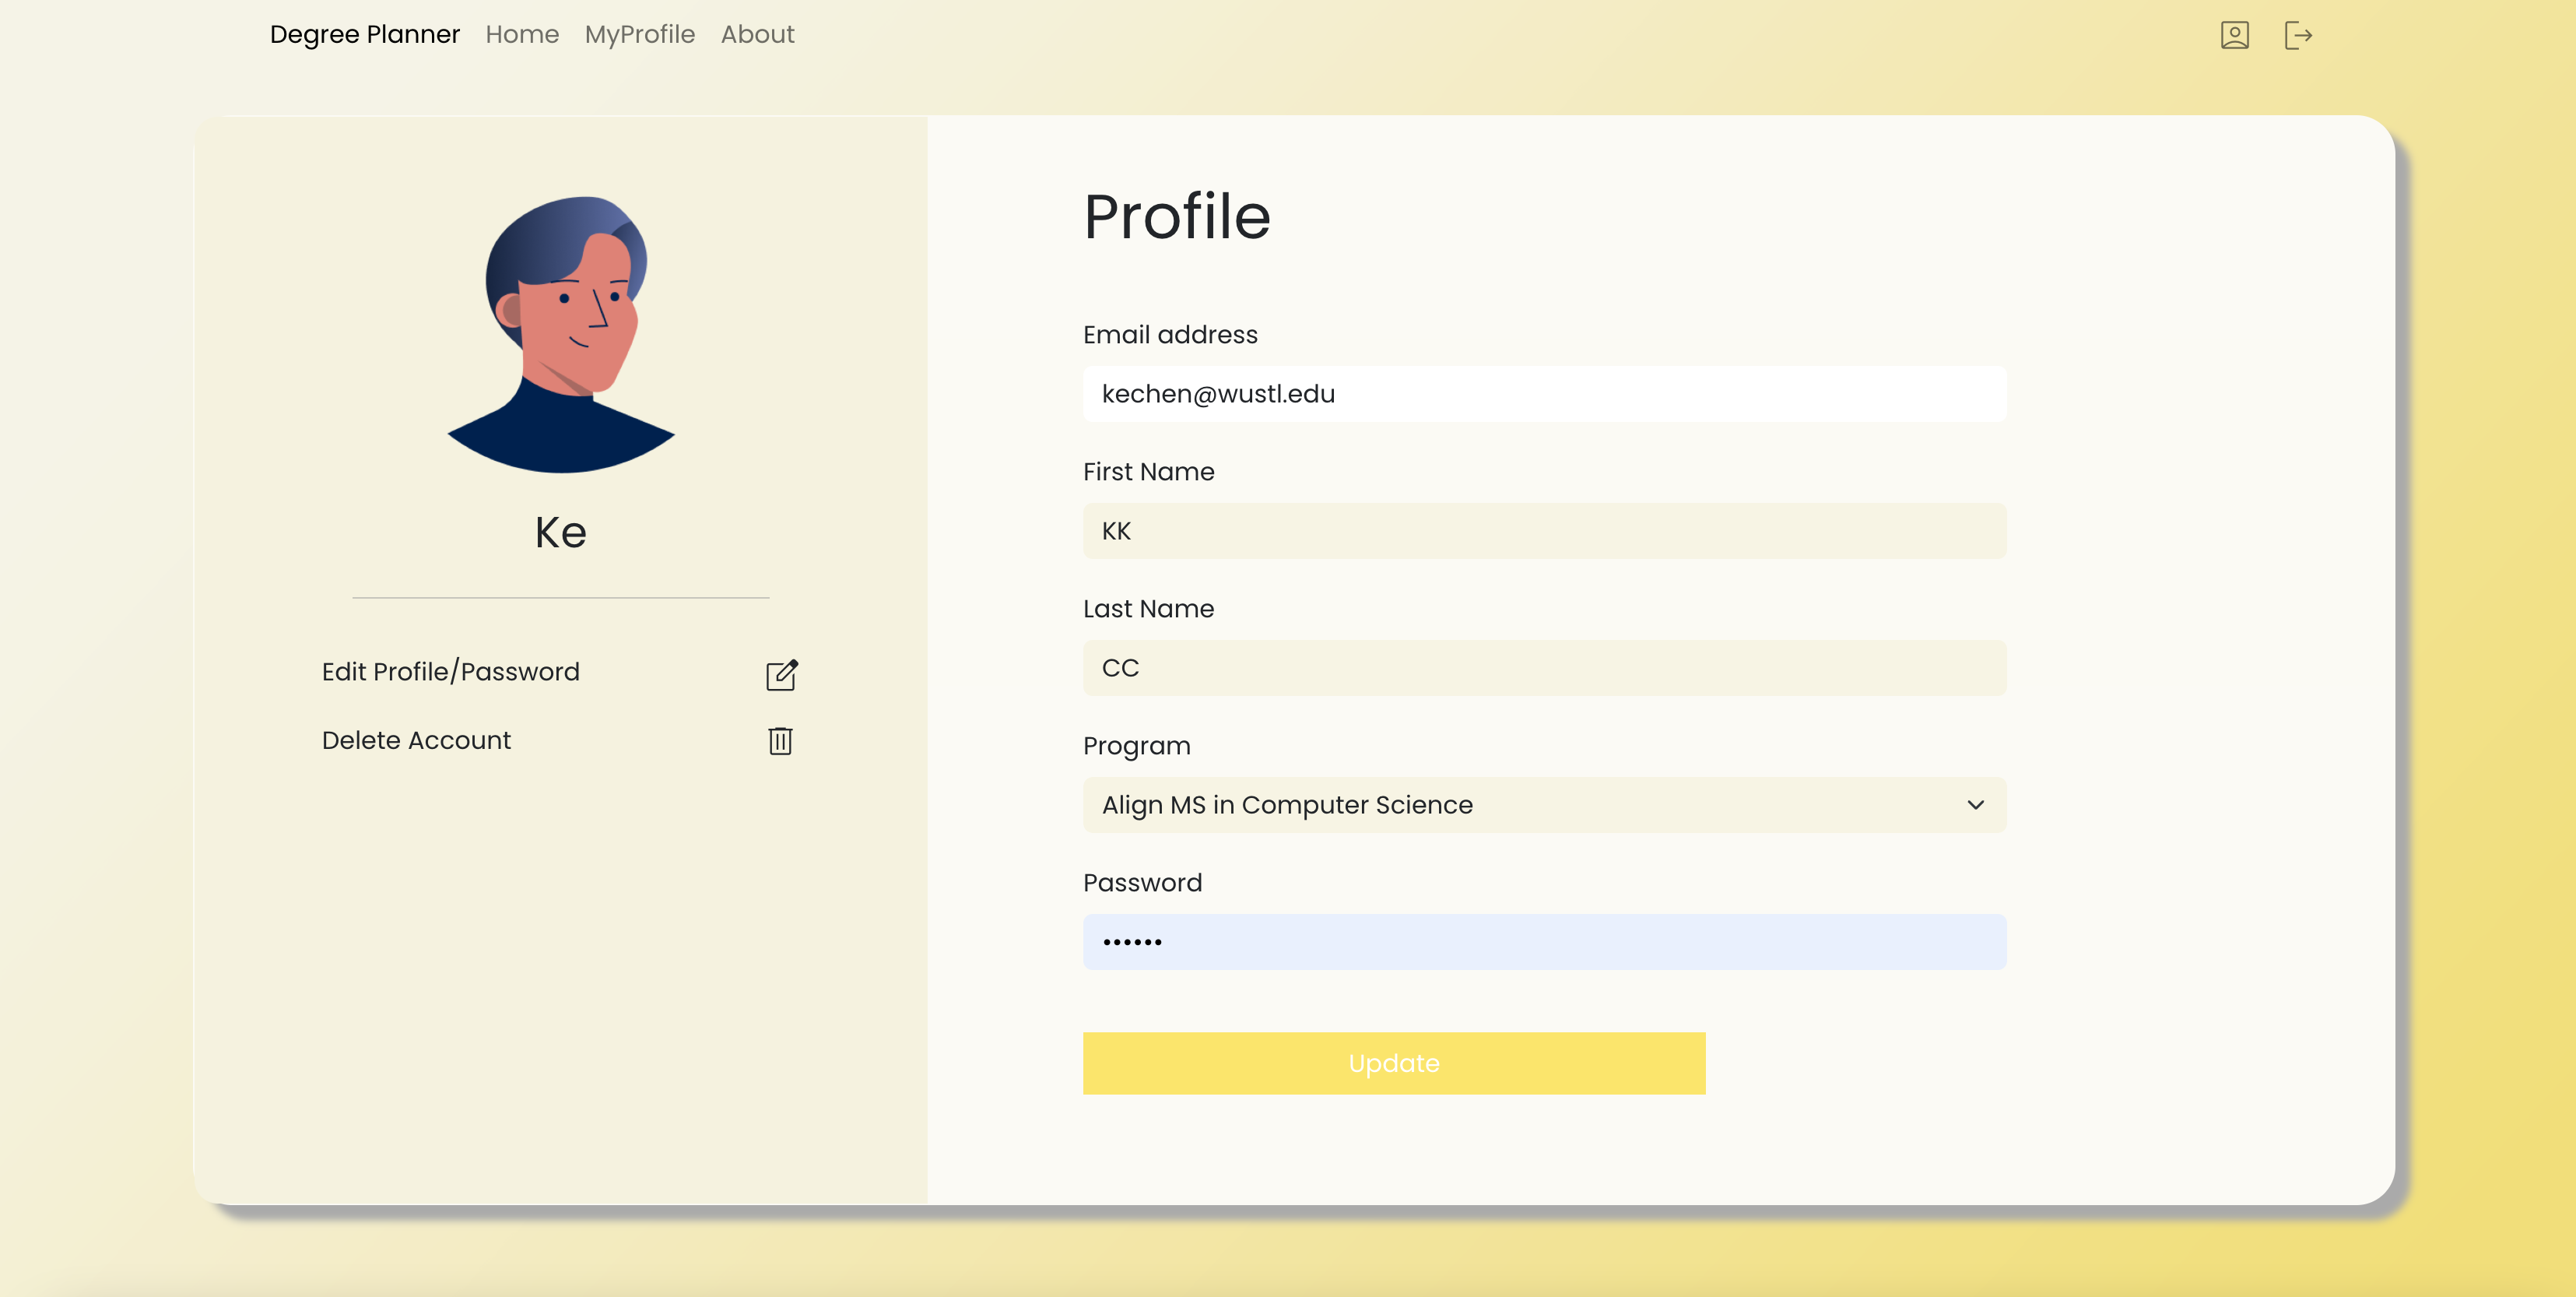 Degree Planner Home MyProfile About
Ke
Edit Profile/Password
Delete Account
Profile
Email address
kechen@wustl.edu
First Name
KK
Last Name
CC
Program
Align MS in Computer Science
Password
••••••
Update